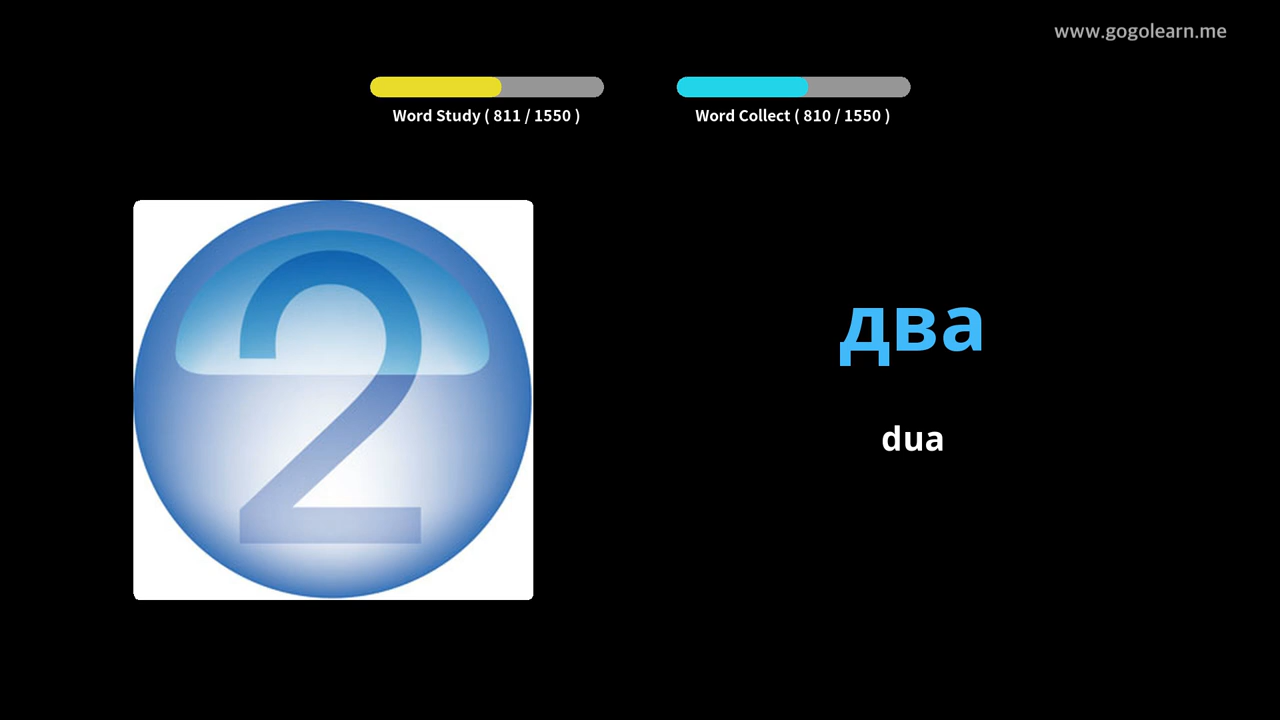 www.gogolearn.me
Word Study ( 811 / 1550 )
Word Collect ( 810 / 1550 )
2
два
dua